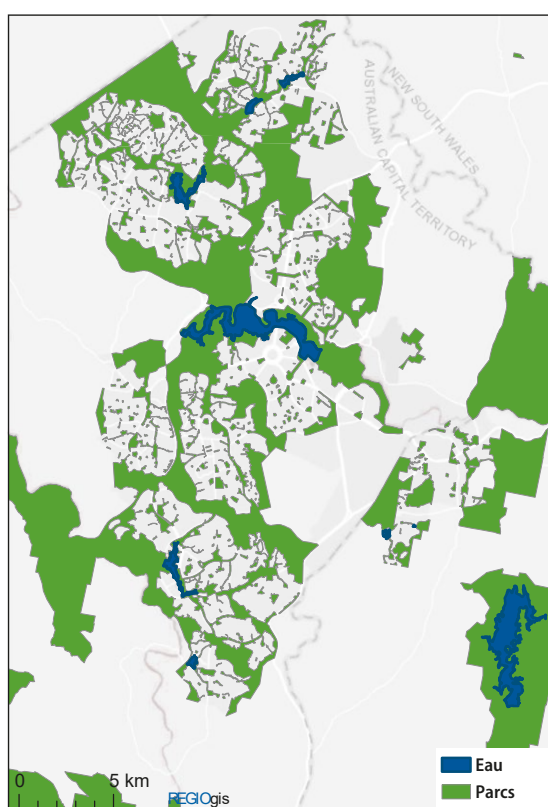 NEW SOUTH WALES
AUSTRALIAN CAPITAL TERRITORY
0 5 km
REGIOgis
Eau
Parcs